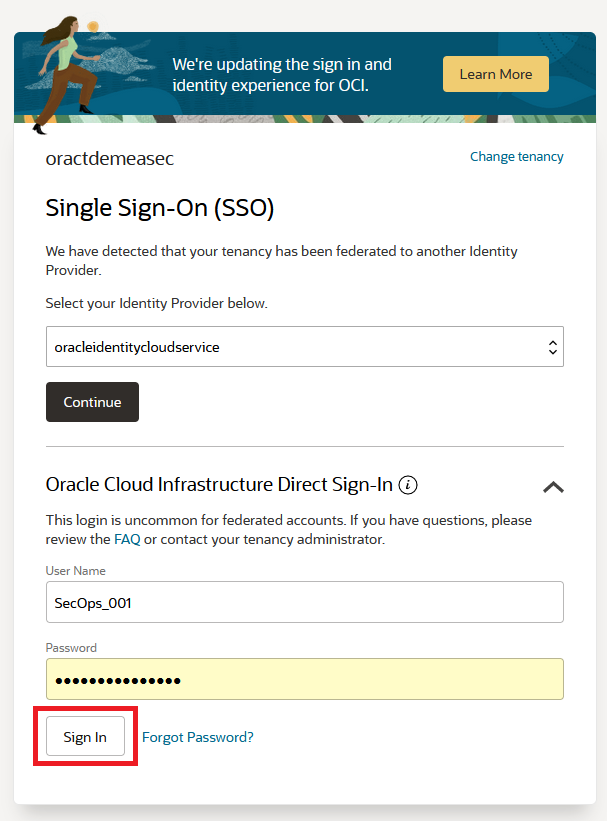 We're updating the sign in and
identity experience for OCI.
Learn More
oractdemeasec
Change tenancy
Single Sign-On (SSO)
We have detected that your tenancy has been federated to another Identity
Provider.
Select your Identity Provider below.
oracleidentitycloudservice
Continue
Oracle Cloud Infrastructure Direct Sign-In i
This login is uncommon for federated accounts. If you have questions, please
review the FAQ or contact your tenancy administrator.
User Name
SecOps_001
Password
•••••••••••••••
Sign In
Forgot Password?